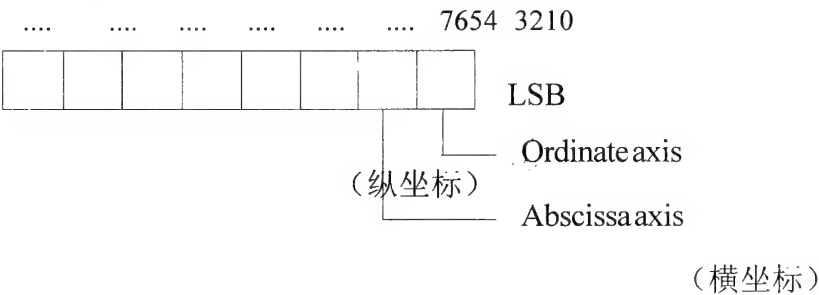 .... .... .... .... .... .... 7654 3210
LSB
Ordinate axis
（纵坐标）
Abscissa axis
（横坐标）